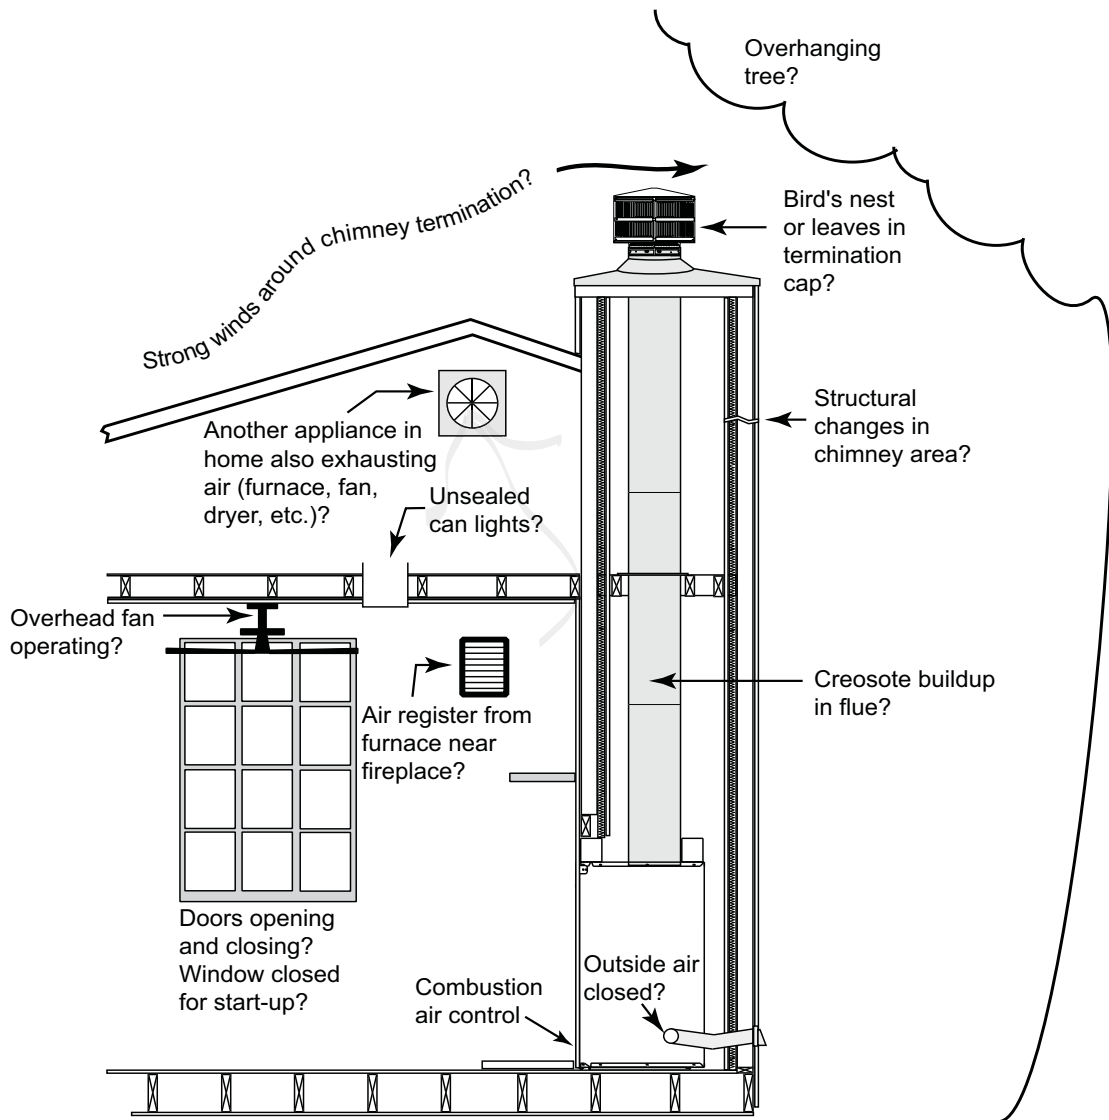 Overhanging
tree?
Strong winds around chimney termination?
Bird's nest
or leaves in
termination
cap?
Another appliance in
home also exhausting
air (furnace, fan,
dryer, etc.)?
Structural
changes in
chimney area?
Unsealed
can lights?
Overhead fan
operating?
Air register from
furnace near
fireplace?
Creosote buildup
in flue?
Doors opening
and closing?
Window closed
for start-up?
Combustion
air control
Outside air
closed?